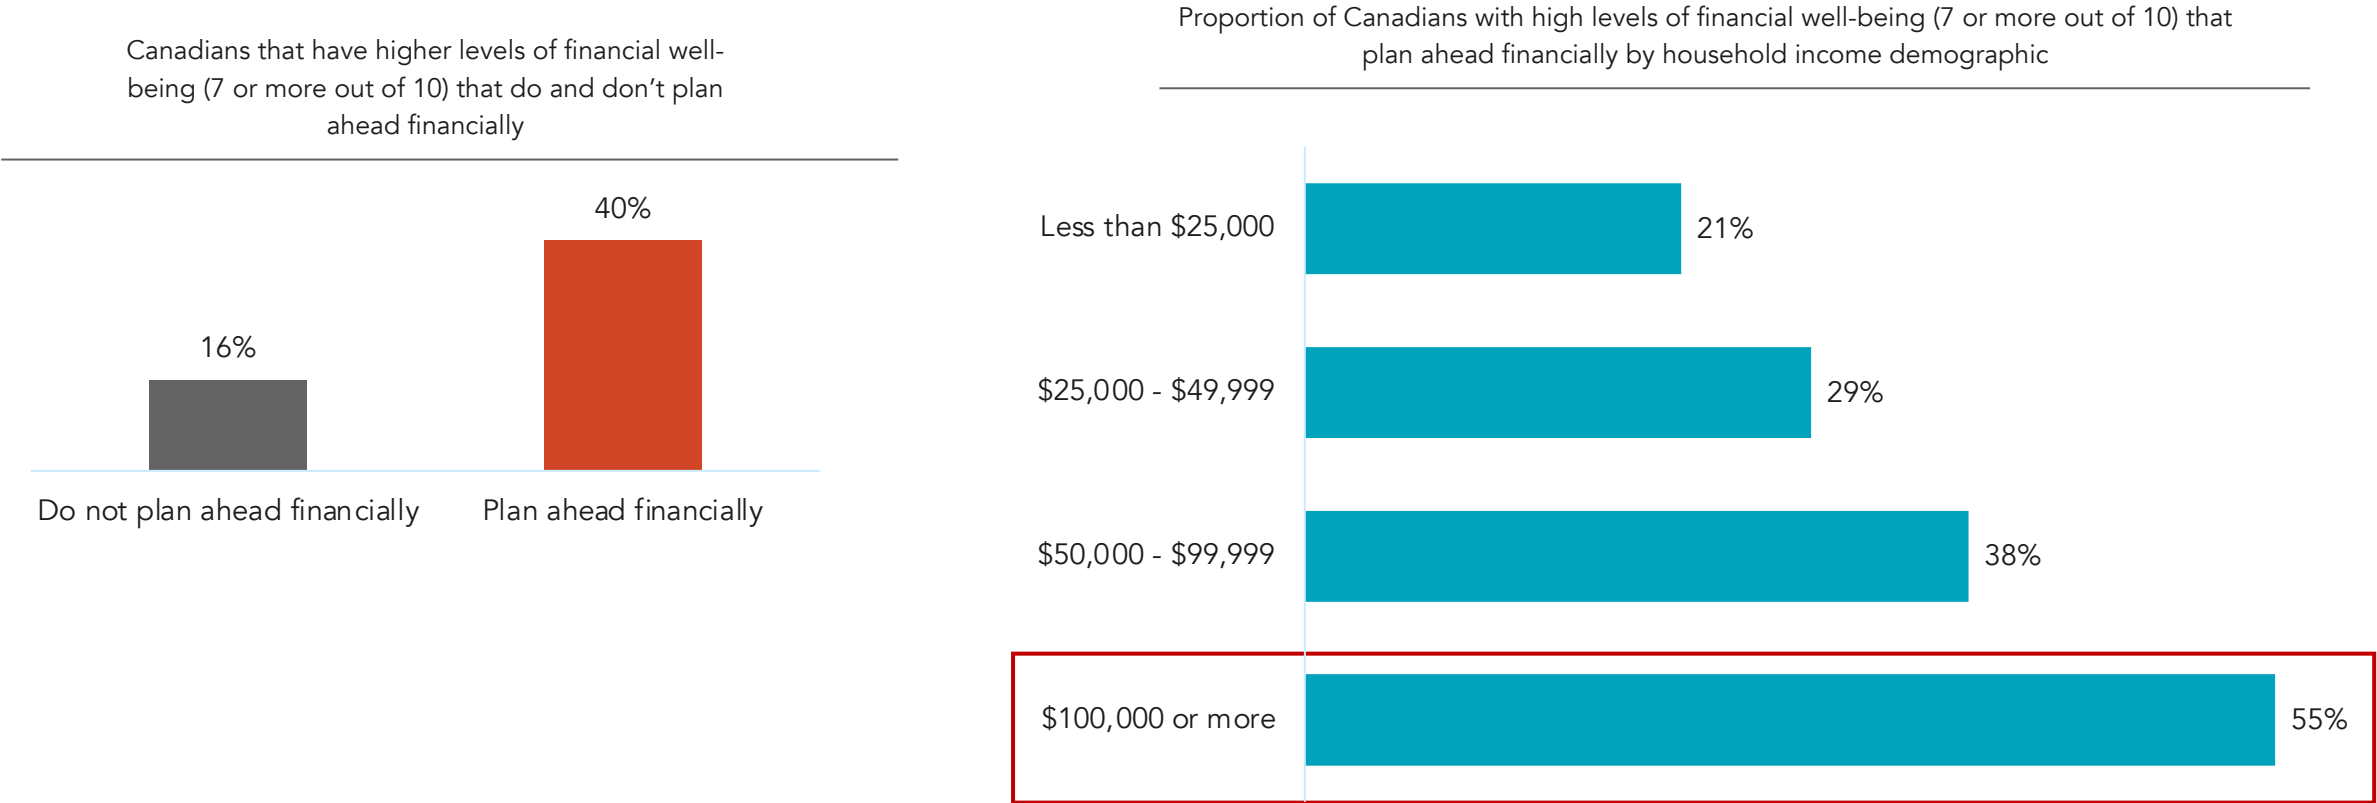 Canadians that have higher levels of financial well-
being (7 or more out of 10) that do and don’t plan
ahead financially
40%
16%
Do not plan ahead financially
Plan ahead financially
Proportion of Canadians with high levels of financial well-being (7 or more out of 10) that
plan ahead financially by household income demographic
Less than $25,000
21%
$25,000 - $49,999
29%
$50,000 - $99,999
38%
$100,000 or more
55%